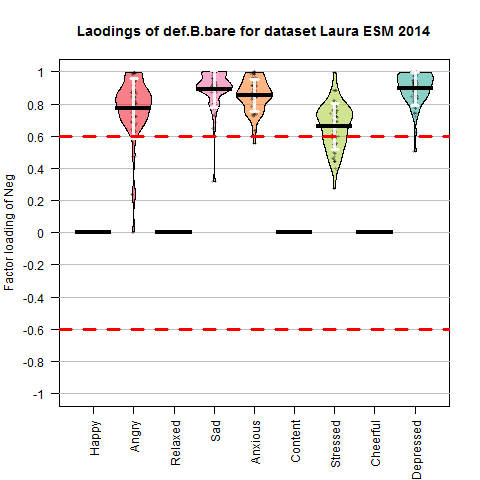 Laodings of def.B.bare for dataset Laura ESM 2014
Factor loading of Neg
1
0.8
0.6
0.4
0.2
0
-0.2
-0.4
-0.6
-0.8
-1
Happy
Angry
Relaxed
Sad
Anxious
Content
Stressed
Cheerful
Depressed